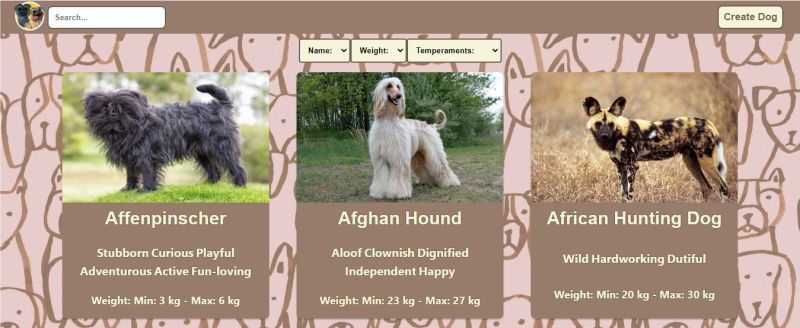 Search...
Create Dog
Name: Weight: Temperaments:
Affenpinscher
Stubborn Curious Playful
Adventurous Active Fun-loving
Weight: Min: 3 kg - Max: 6 kg
Afghan Hound
Aloof Clownish Dignified
Independent Happy
Weight: Min: 23 kg - Max: 27 kg
African Hunting Dog
Wild Hardworking Dutiful
Weight: Min: 20 kg - Max: 30 kg